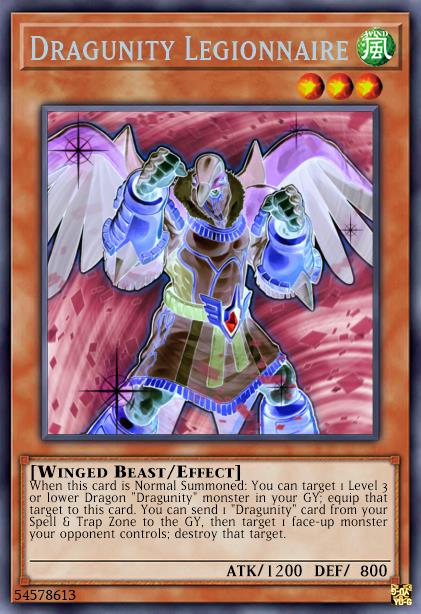 Dragunity Legionnaire
WIND
風
[Winged Beast/Effect]
When this card is Normal Summoned: You can target 1 Level 3
or lower Dragon "Dragunity" monster in your GY; equip that
target to this card. You can send 1 "Dragunity" card from your
Spell & Trap Zone to the GY, then target 1 face-up monster
your opponent controls; destroy that target.
ATK/1200 DEF/ 800
54578613